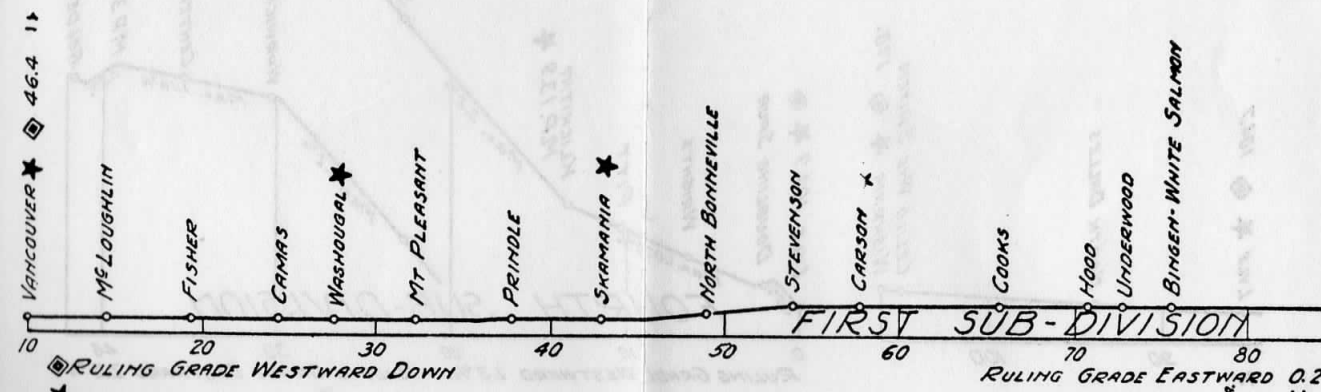 VANCOUVER ★ ◈ 46.4 11
McLOUGHLIN
FISHER
CAMAS
WASHOUGAL ★
MT PLEASANT
PRINDLE
SKAMANIA ★
NORTH BONNEVILLE
STEVENSON
CARSON ★
COOKS
HOOD
UNDERWOOD
BINGEN-WHITE SALMON
FIRST SUB-DIVISION
10 20 30 40 50 60 70 80
◈ RULING GRADE WESTWARD DOWN
RULING GRADE EASTWARD 0.2